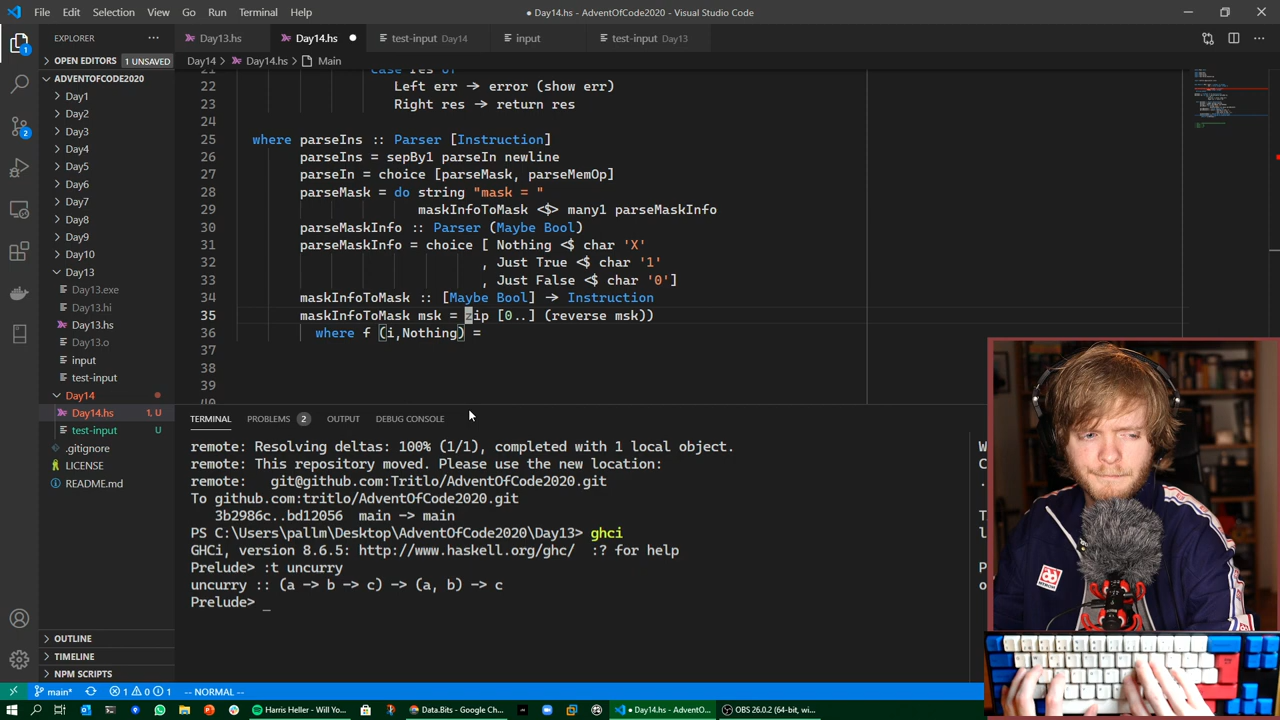 File Edit Selection View Go Run Terminal Help
● Day14.hs - AdventOfCode2020 - Visual Studio Code
EXPLORER
Day13.hs
Day14.hs
test-input Day14
input
test-input Day13
OPEN EDITORS 1 UNSAVED
Day14 > Day14.hs > Main
ADVENTOFCODE2020
Day1
Day2
Day3
Day4
Day5
Day6
Day7
Day8
Day9
Day10
Day13
Day13.exe
Day13.hi
Day13.hs
Day13.o
input
test-input
Day14
Day14.hs 1, U
test-input U
.gitignore
LICENSE
README.md
OUTLINE
TIMELINE
NPM SCRIPTS
21 case res of
22 Left err → error (show err)
23 Right res → return res
24
25 where parseIns :: Parser [Instruction]
26 parseIns = sepBy1 parseIn newline
27 parseIn = choice [parseMask, parseMemOp]
28 parseMask = do string "mask = "
29 maskInfoToMask <$> many1 parseMaskInfo
30 parseMaskInfo :: Parser (Maybe Bool)
31 parseMaskInfo = choice [ Nothing <$ char 'X'
32 , Just True <$ char '1'
33 , Just False <$ char '0']
34 maskInfoToMask :: [Maybe Bool] → Instruction
35 maskInfoToMask msk = zip [0..] (reverse msk))
36 where f (i,Nothing) =
37
38
39
40
TERMINAL PROBLEMS 2 OUTPUT DEBUG CONSOLE
remote: Resolving deltas: 100% (1/1), completed with 1 local object.
remote: This repository moved. Please use the new location:
remote: git@github.com:Tritlo/AdventOfCode2020.git
To github.com:tritlo/AdventOfCode2020.git
3b2986c..bd12056 main -> main
PS C:\Users\pallm\Desktop\AdventOfCode2020\Day13> ghci
GHCi, version 8.6.5: http://www.haskell.org/ghc/ :? for help
Prelude> :t uncurry
uncurry :: (a -> b -> c) -> (a, b) -> c
Prelude> _
main* 1 0 1 -- NORMAL --
Harris Heller - Will Yo...
Data.Bits - Google Ch...
● Day14.hs - AdventO...
OBS 26.0.2 (64-bit, w...